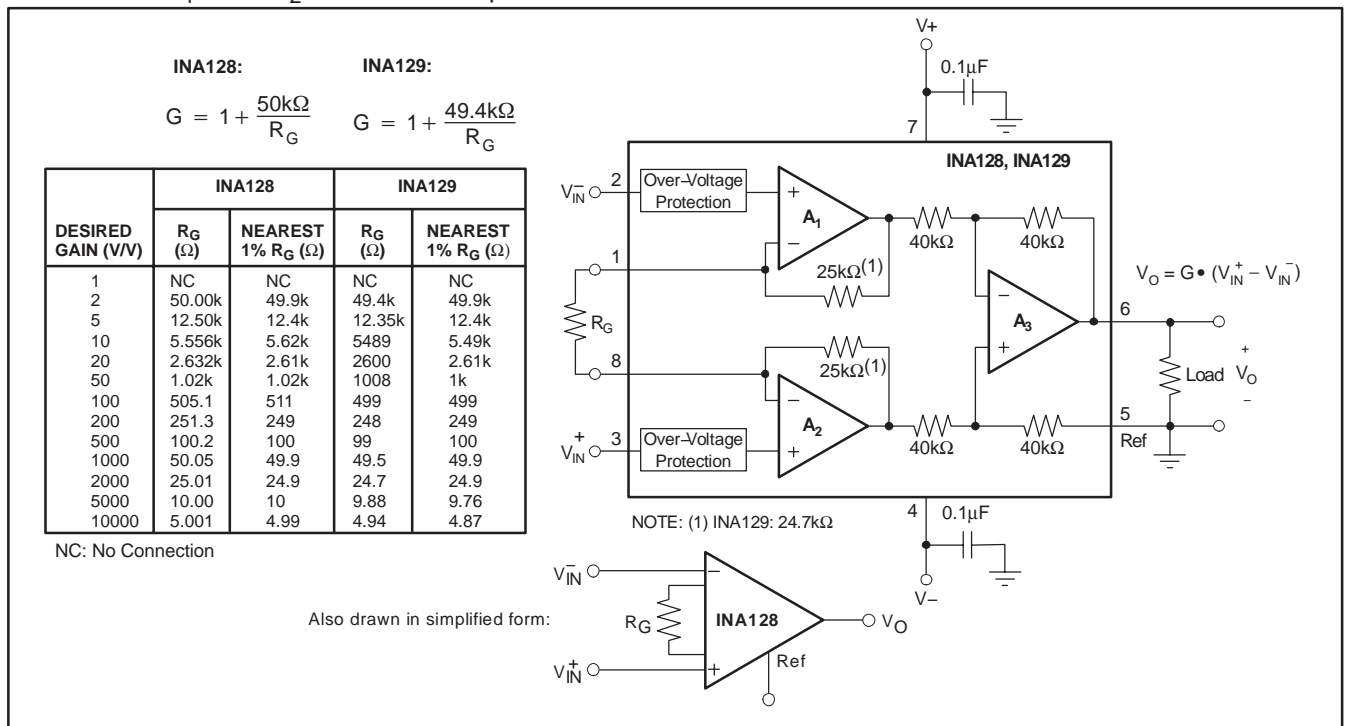 INA128: INA129:
G = 1 + 50kΩ / R_G G = 1 + 49.4kΩ / R_G
INA128 INA129
DESIRED GAIN (V/V) R_G (Ω) NEAREST 1% R_G (Ω) R_G (Ω) NEAREST 1% R_G (Ω)
1 NC NC NC NC
2 50.00k 49.9k 49.4k 49.9k
5 12.50k 12.4k 12.35k 12.4k
10 5.556k 5.62k 5489 5.49k
20 2.632k 2.61k 2600 2.61k
50 1.02k 1.02k 1008 1k
100 505.1 511 499 499
200 251.3 249 248 249
500 100.2 100 99 100
1000 50.05 49.9 49.5 49.9
2000 25.01 24.9 24.7 24.9
5000 10.00 10 9.88 9.76
10000 5.001 4.99 4.94 4.87
NC: No Connection
V+
0.1µF
7
INA128, INA129
V⁻_IN 2 Over−Voltage Protection
+
A₁
−
40kΩ 40kΩ
1
25kΩ(1)
R_G
−
A₃
+
6
V_O = G • (V⁺_IN − V⁻_IN)
8
25kΩ(1)
−
A₂
+
V⁺_IN 3 Over−Voltage Protection
40kΩ 40kΩ
5
Ref
Load
+
V_O
−
4
0.1µF
V−
NOTE: (1) INA129: 24.7kΩ
Also drawn in simplified form:
V⁻_IN
−
R_G
INA128
V_O
+
V⁺_IN
Ref